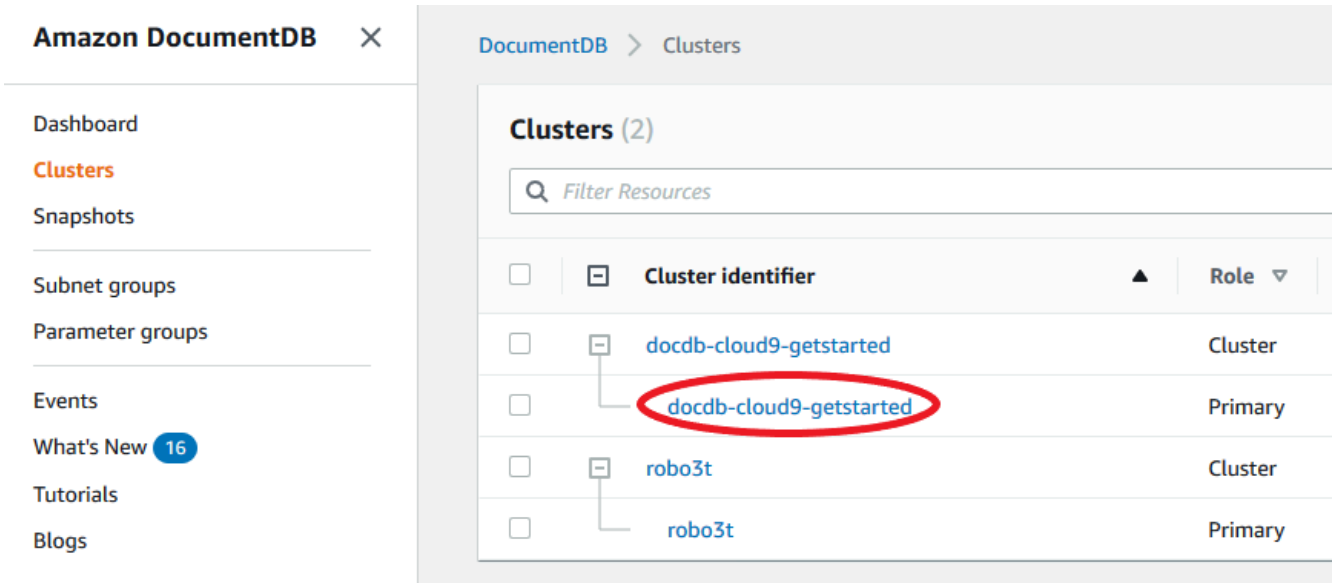 Amazon DocumentDB
Dashboard
Clusters
Snapshots
Subnet groups
Parameter groups
Events
What's New 16
Tutorials
Blogs
DocumentDB > Clusters
Clusters (2)
Filter Resources
Cluster identifier Role
docdb-cloud9-getstarted Cluster
docdb-cloud9-getstarted Primary
robo3t Cluster
robo3t Primary